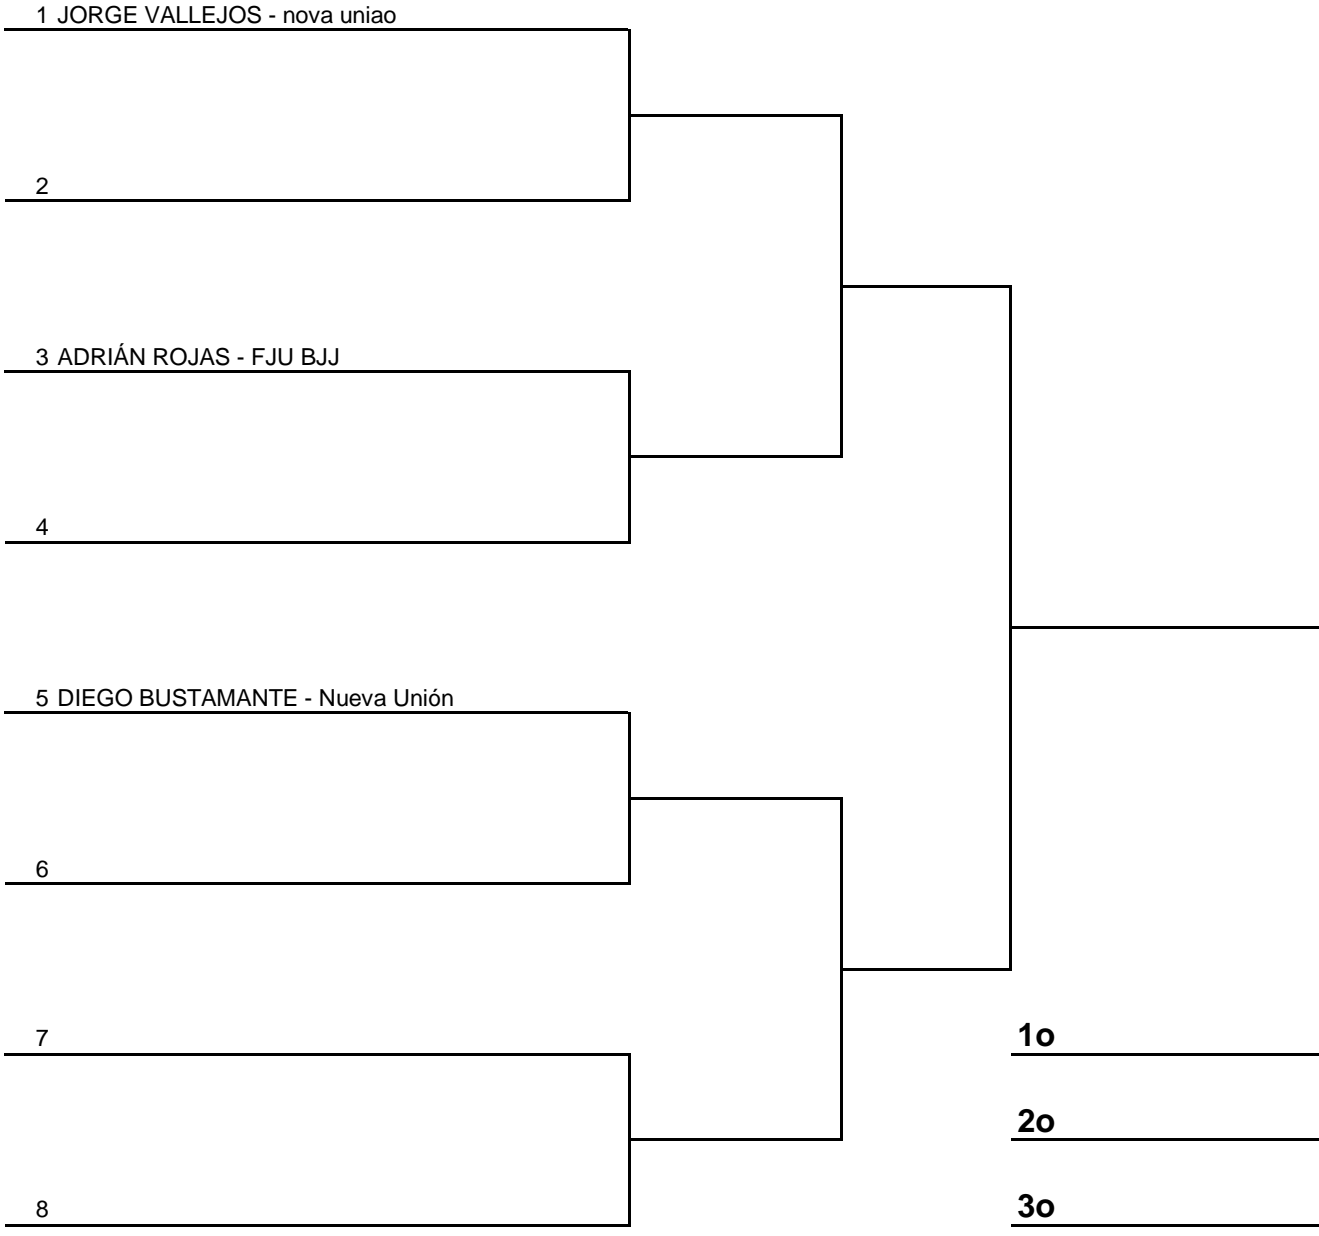 1 JORGE VALLEJOS - nova uniao
2
3 ADRIÁN ROJAS - FJU BJJ
4
5 DIEGO BUSTAMANTE - Nueva Unión
6
7
1o
2o
8
3o